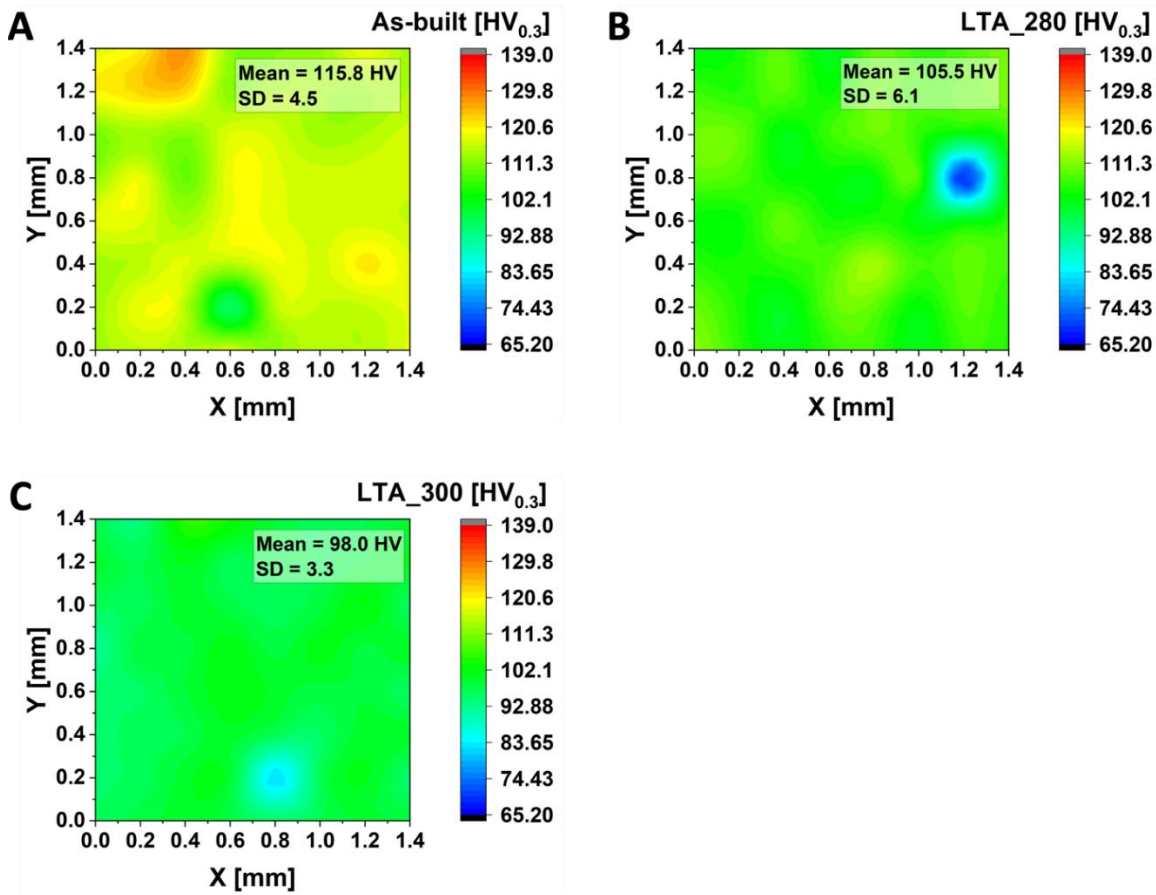 A
As-built [HV0.3]
Mean = 115.8 HV
SD = 4.5
Y [mm]
1.4
1.2
1.0
0.8
0.6
0.4
0.2
0.0
0.0 0.2 0.4 0.6 0.8 1.0 1.2 1.4
X [mm]
139.0
129.8
120.6
111.3
102.1
92.88
83.65
74.43
65.20
B
LTA_280 [HV0.3]
Mean = 105.5 HV
SD = 6.1
Y [mm]
1.4
1.2
1.0
0.8
0.6
0.4
0.2
0.0
0.0 0.2 0.4 0.6 0.8 1.0 1.2 1.4
X [mm]
139.0
129.8
120.6
111.3
102.1
92.88
83.65
74.43
65.20
C
LTA_300 [HV0.3]
Mean = 98.0 HV
SD = 3.3
Y [mm]
1.4
1.2
1.0
0.8
0.6
0.4
0.2
0.0
0.0 0.2 0.4 0.6 0.8 1.0 1.2 1.4
X [mm]
139.0
129.8
120.6
111.3
102.1
92.88
83.65
74.43
65.20